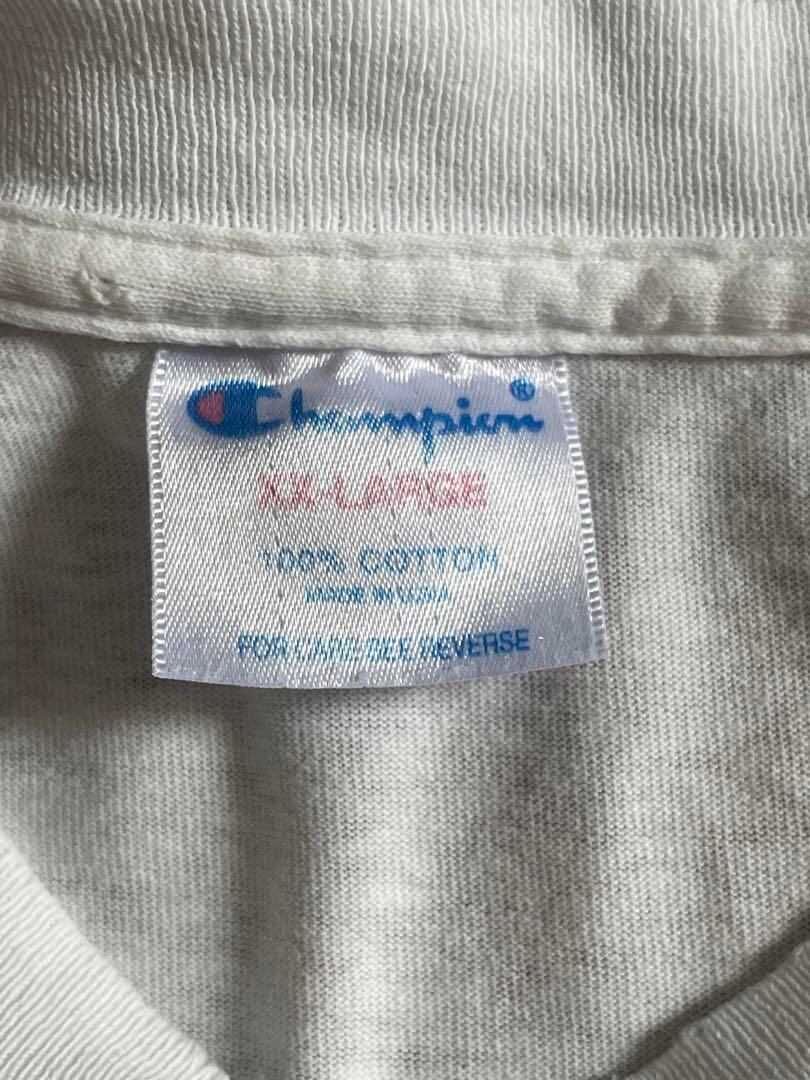 Champion®
XX-LARGE
100% COTTON
MADE IN U.S.A.
FOR CARE SEE REVERSE